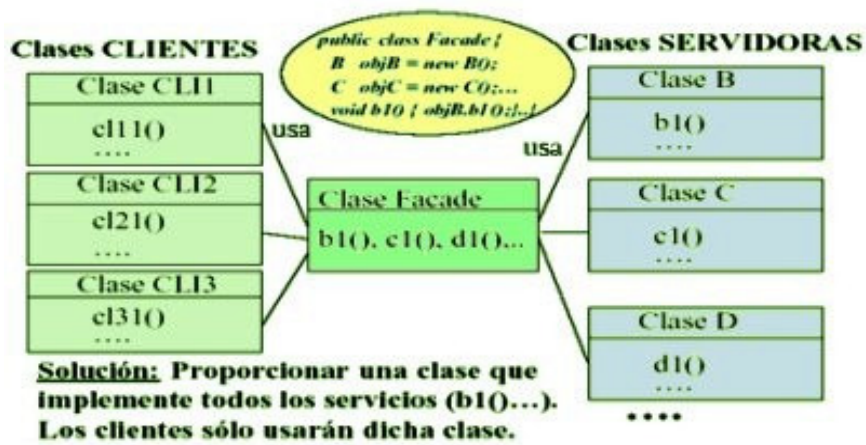 Clases CLIENTES
Clase CLI1
cl11()
....
Clase CLI2
cl21()
....
Clase CLI3
cl31()
....
usa
public class Facade{
B objB = new B();
C objC = new C();...
void b1() { objB.b1();}..}
Clase Facade
b1(), c1(), d1(),..
usa
Clases SERVIDORAS
Clase B
b1()
....
Clase C
c1()
....
Clase D
d1()
....
....
Solución: Proporcionar una clase que
implemente todos los servicios (b1()...).
Los clientes sólo usarán dicha clase.